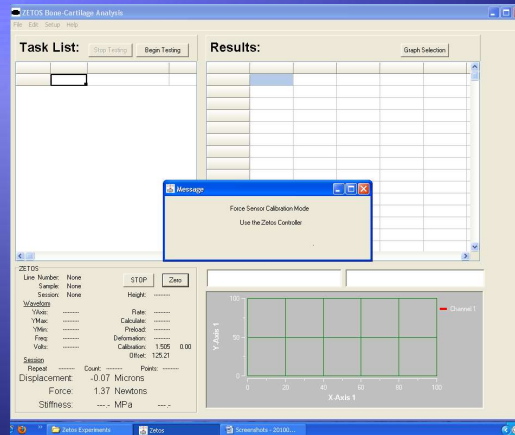 ZETOS Bone-Cartilage Analysis
File Edit Setup Help
Task List:
Stop Testing
Begin Testing
Results:
Graph Selection
Message
Force Sensor Calibration Mode
Use the Zetos Controller
ZETOS
Line Number: None
STOP
Zero
Sample: None
Session: None
Height: --------
Waveform
YAxis: -------- Rate: --------
YMax: -------- Calculate: --------
YMin: -------- Preload: --------
Freq: -------- Deformation: --------
Volts: -------- Calibration: 1.505 0.00
Offset: 125.21
Session
Repeat -------- Count: -------- Points: --------
Displacement: -0.07 Microns
Force: 1.37 Newtons
Stiffness: ---.- MPa ---.-
100
50
0
Y Axis 1
0 20 40 60 80 100
X Axis 1
Channel 1
Zetos Experiments
Zetos
Screenshots - 20100...